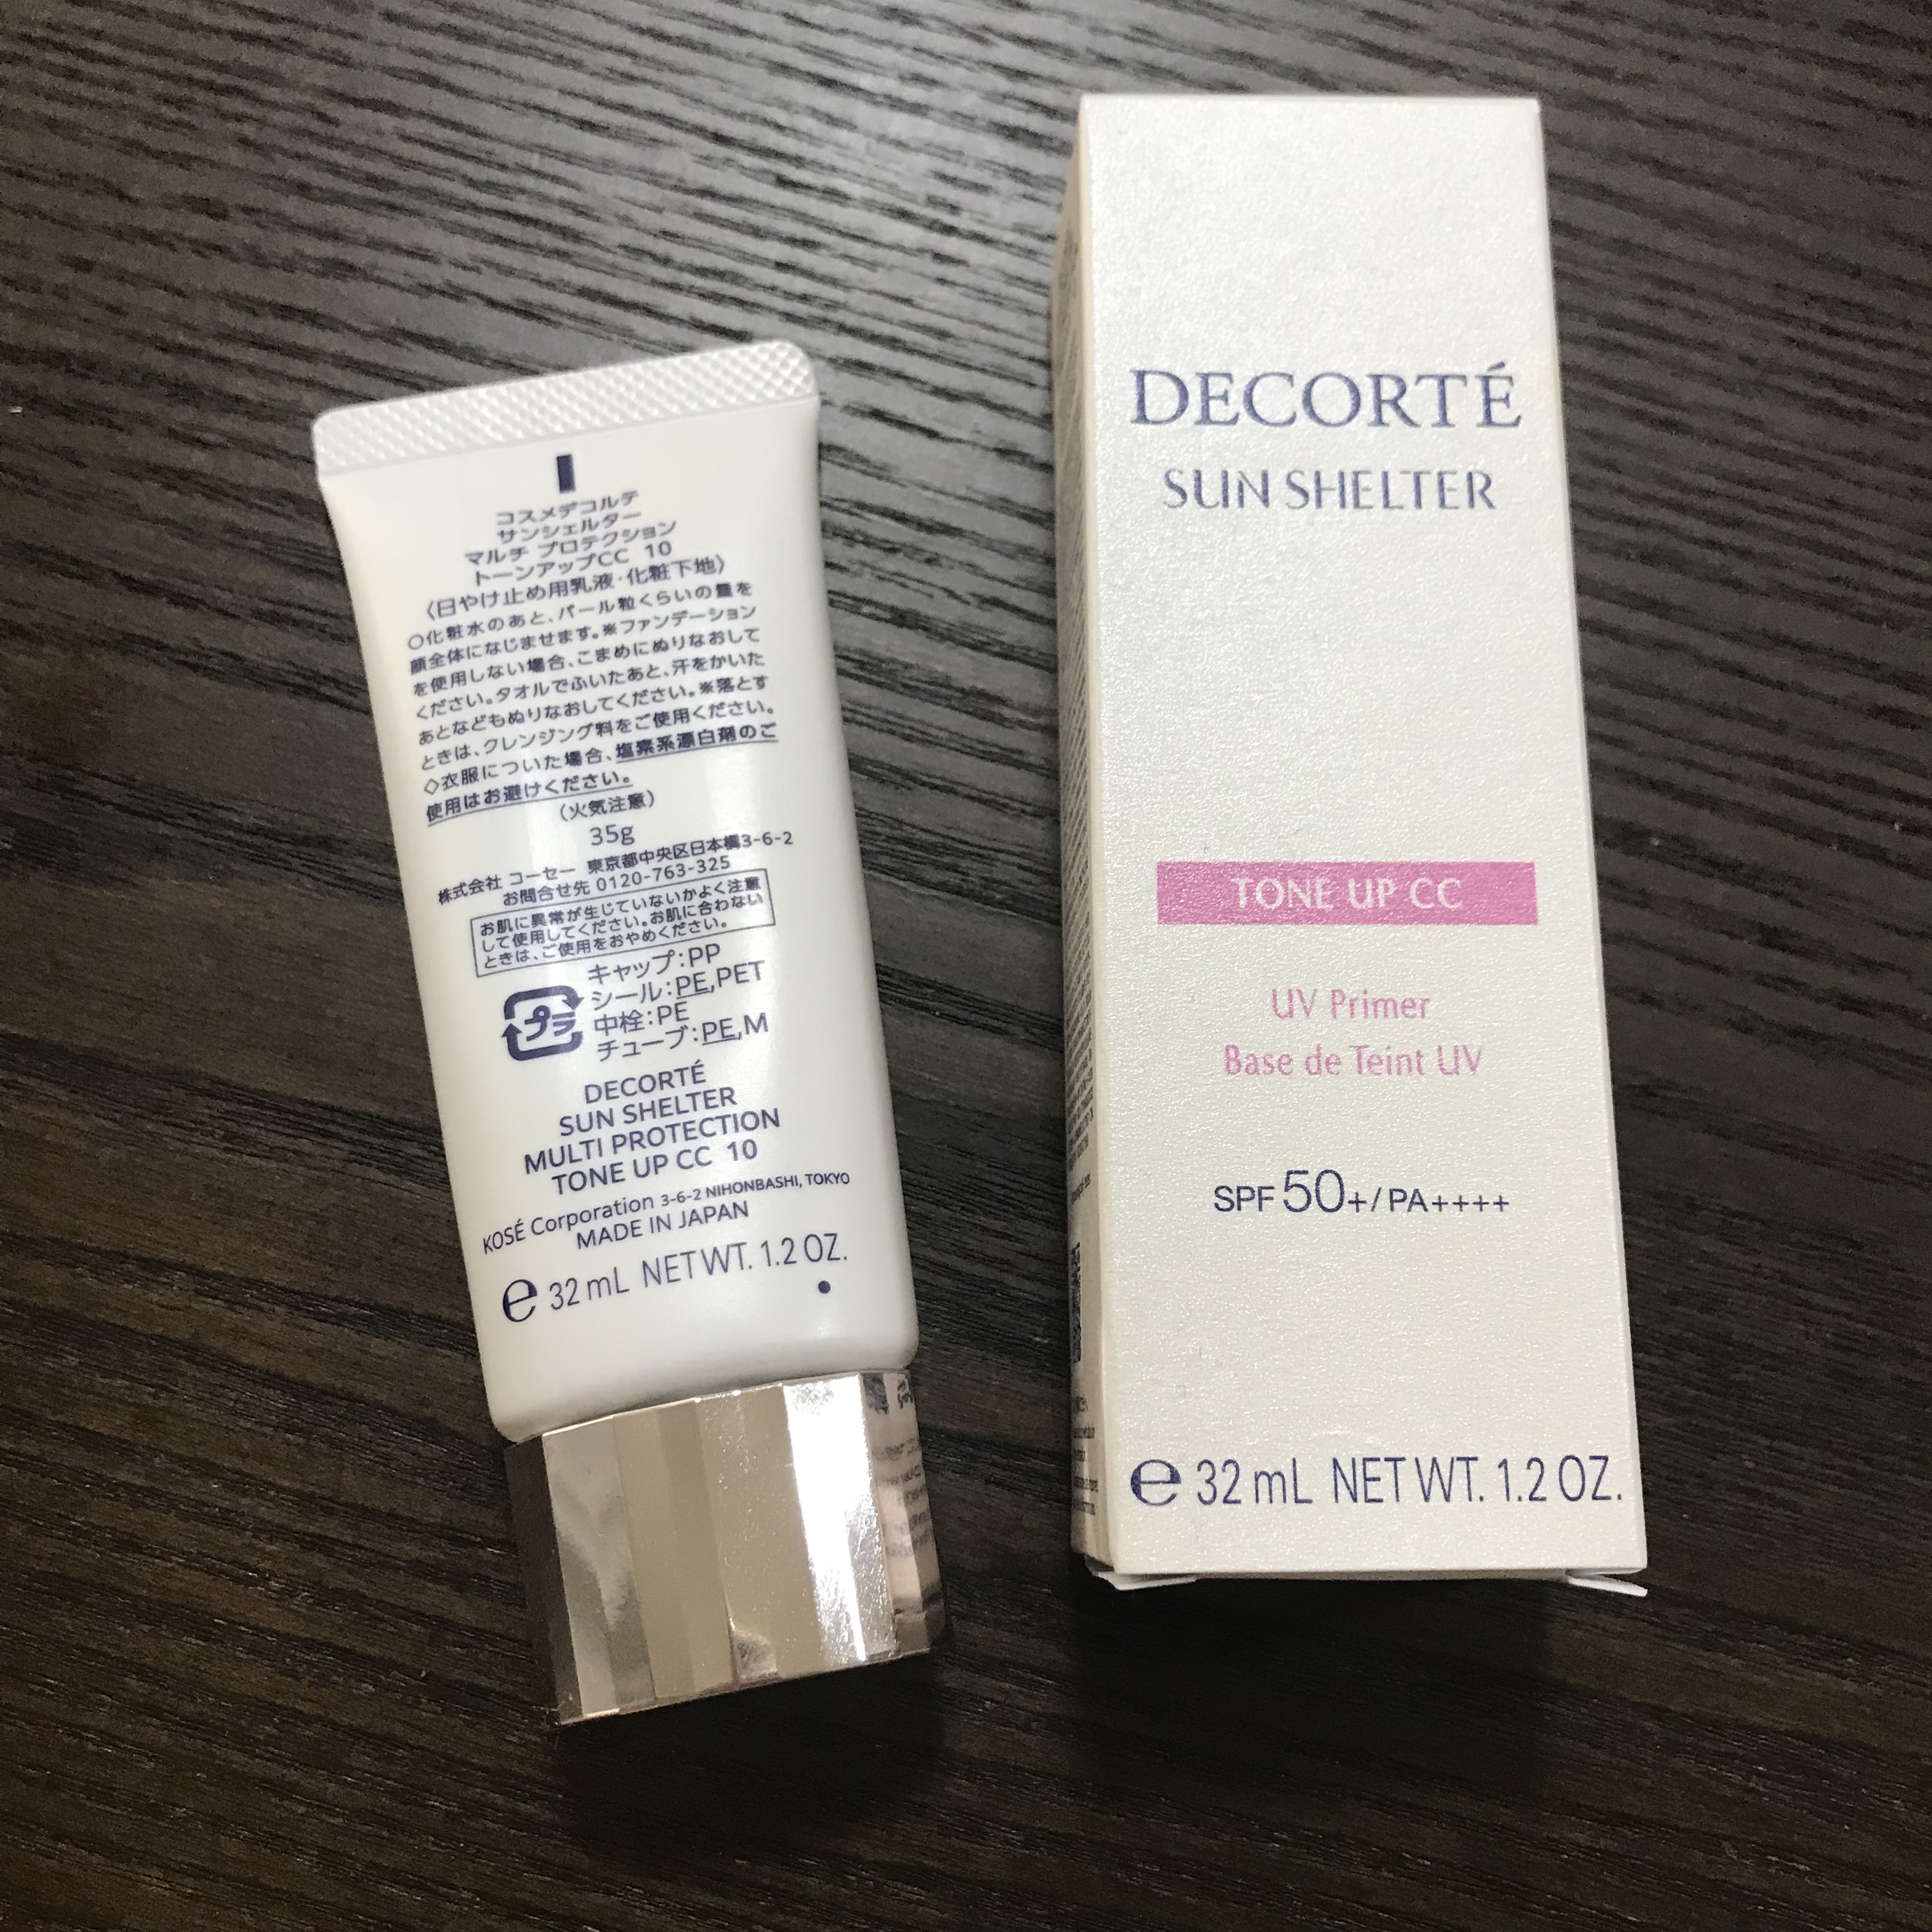 コスメデコルテ
サンシェルター
マルチ プロテクション
トーンアップCC 10
〈日やけ止め用乳液・化粧下地〉
○化粧水のあと、パール粒くらいの量を
顔全体になじませます。※ファンデーション
を使用しない場合、こまめにぬりなおして
ください。タオルでふいたあと、汗をかいた
あとなどもぬりなおしてください。※落とす
ときは、クレンジング料をご使用ください。
◇衣服についた場合、塩素系漂白剤のご
使用はお避けください。
(火気注意)
35g
株式会社 コーセー 東京都中央区日本橋3-6-2
お問合せ先 0120-763-325
お肌に異常が生じていないかよく注意
して使用してください。お肌に合わない
ときは、ご使用をおやめください。
プラ
キャップ:PP
シール:PE,PET
中栓:PE
チューブ:PE,M
DECORTÉ
SUN SHELTER
MULTI PROTECTION
TONE UP CC 10
KOSÉ Corporation 3-6-2 NIHONBASHI, TOKYO
MADE IN JAPAN
℮ 32 mL NET WT. 1.2 OZ.
DECORTÉ
SUN SHELTER
TONE UP CC
UV Primer
Base de Teint UV
SPF 50+/PA++++
℮ 32 mL NET WT. 1.2 OZ.